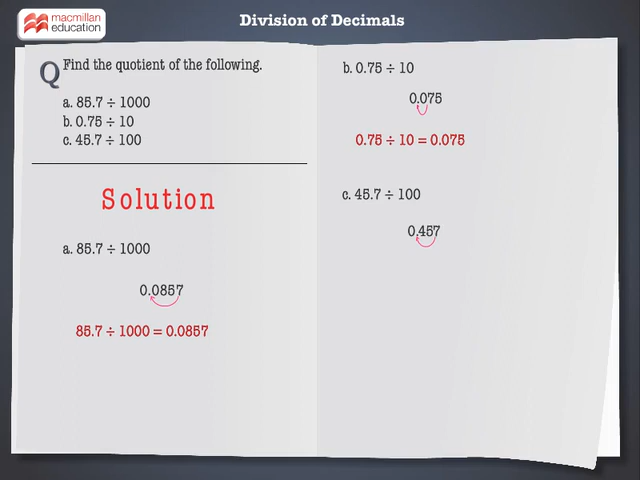 macmillan
education
Division of Decimals
Q Find the quotient of the following.
a. 85.7 ÷ 1000
b. 0.75 ÷ 10
c. 45.7 ÷ 100
Solution
a. 85.7 ÷ 1000
0.0857
85.7 ÷ 1000 = 0.0857
b. 0.75 ÷ 10
0.075
0.75 ÷ 10 = 0.075
c. 45.7 ÷ 100
0.457